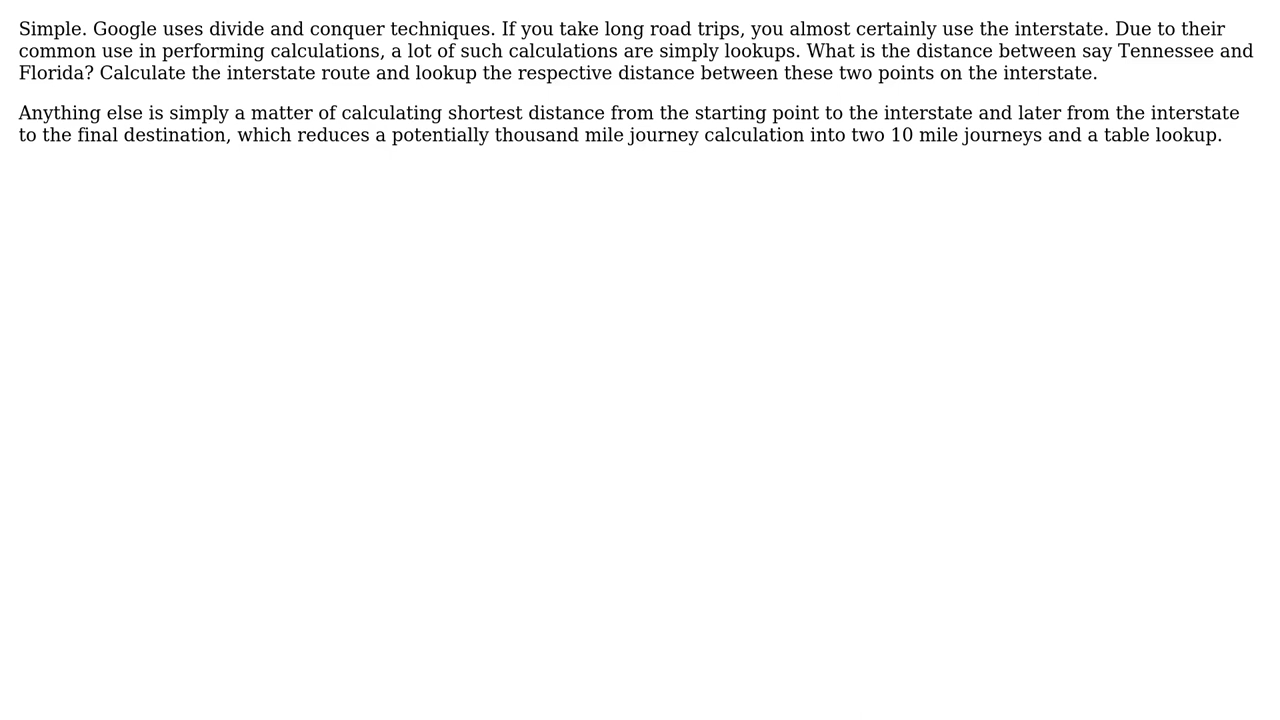 Simple. Google uses divide and conquer techniques. If you take long road trips, you almost certainly use the interstate. Due to their
common use in performing calculations, a lot of such calculations are simply lookups. What is the distance between say Tennessee and
Florida? Calculate the interstate route and lookup the respective distance between these two points on the interstate.
Anything else is simply a matter of calculating shortest distance from the starting point to the interstate and later from the interstate
to the final destination, which reduces a potentially thousand mile journey calculation into two 10 mile journeys and a table lookup.